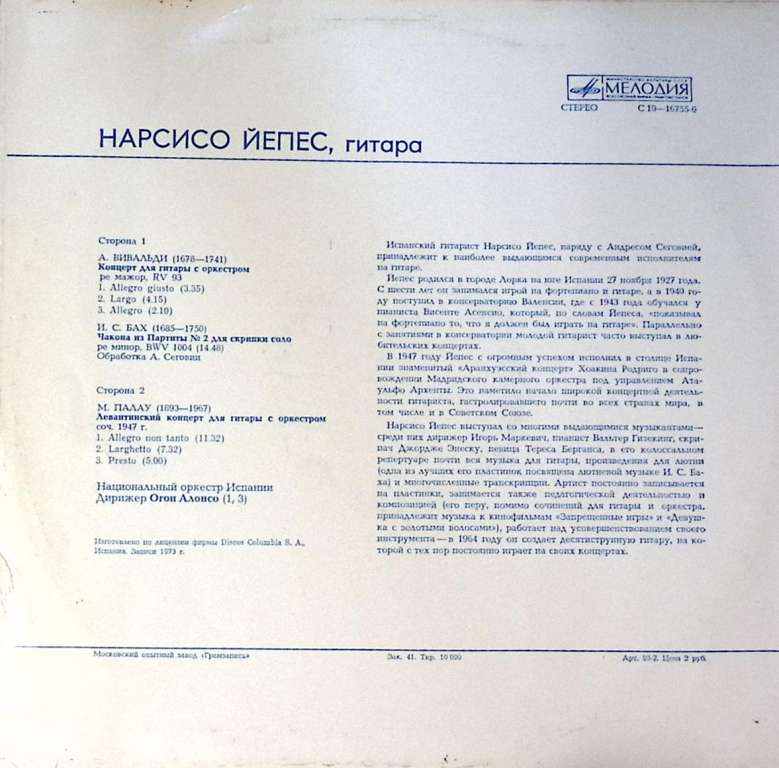 МЕЛОДИЯ
СТЕРЕО С 10—16755-6
НАРСИСО ЙЕПЕС, гитара
Сторона 1
А. ВИВАЛЬДИ (1678—1741)
Концерт для гитары с оркестром
ре мажор, RV 93
1. Allegro giusto (3.35)
2. Largo (4.15)
3. Allegro (2.10)
И. С. БАХ (1685—1750)
Чакона из Партиты № 2 для скрипки соло
ре минор, BWV 1004 (14.48)
Обработка А. Сеговии
Сторона 2
М. ПАЛАУ (1893—1967)
Левантинский концерт для гитары с оркестром
соч. 1947 г.
1. Allegro non tanto (11.32)
2. Larghetto (7.32)
3. Presto (5.00)
Национальный оркестр Испании
Дирижер Огон Алонсо (1, 3)
Изготовлено по лицензии фирмы Discos Columbia S. A.,
Испания. Запись 1973 г.
Испанский гитарист Нарсисо Йепес, наряду с Андресом Сеговией,
принадлежит к наиболее выдающимся современным исполнителям
на гитаре.
Йепес родился в городе Лорка на юге Испании 27 ноября 1927 года.
С шести лет он занимался игрой на фортепиано и гитаре, а в 1940 го-
ду поступил в консерваторию Валенсии, где с 1943 года обучался у
пианиста Висенте Асенсио, который, по словам Йепеса, «показывал
на фортепиано то, что я должен был играть на гитаре». Параллельно
с занятиями в консерватории молодой гитарист часто выступал в лю-
бительских концертах.
В 1947 году Йепес с огромным успехом исполнил в столице Испа-
нии знаменитый «Аранхуэсский концерт» Хоакина Родриго в сопро-
вождении Мадридского камерного оркестра под управлением Ата-
ульфо Архенты. Это наметило начало широкой концертной деятель-
ности гитариста, гастролировавшего почти во всех странах мира, в
том числе и в Советском Союзе.
Нарсисо Йепес выступал со многими выдающимися музыкантами—
среди них дирижер Игорь Маркевич, пианист Вальтер Гизекинг, скри-
пач Джордже Энеску, певица Тереса Берганса, в его колоссальном
репертуаре почти вся музыка для гитары, произведения для лютни
(одна из лучших его пластинок посвящена лютневой музыке И. С. Ба-
ха) и многочисленные транскрипции. Артист постоянно записывается
на пластинки, занимается также педагогической деятельностью и
композицией (его перу, помимо сочинений для гитары и оркестра,
принадлежит музыка к кинофильмам «Запрещенные игры» и «Девуш-
ка с золотыми волосами»), работает над усовершенствованием своего
инструмента—в 1964 году он создает десятиструнную гитару, на ко-
торой с тех пор постоянно играет на своих концертах.
Московский опытный завод «Грамзапись» Зак. 41. Тир. 10 000 Арт. 93-2. Цена 2 руб.